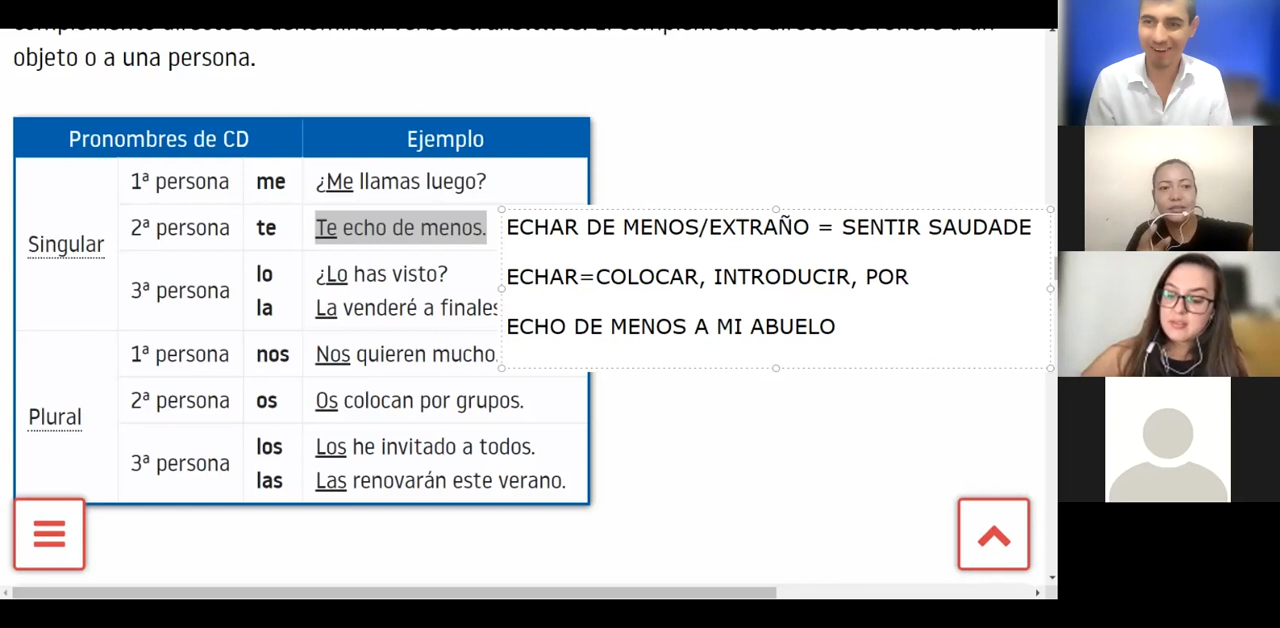 objeto o a una persona.
Pronombres de CD Ejemplo
Singular
1ª persona me ¿Me llamas luego?
2ª persona te Te echo de menos.
3ª persona
lo ¿Lo has visto?
la La venderé a finales
Plural
1ª persona nos Nos quieren mucho.
2ª persona os Os colocan por grupos.
3ª persona
los Los he invitado a todos.
las Las renovarán este verano.
ECHAR DE MENOS/EXTRAÑO = SENTIR SAUDADE
ECHAR=COLOCAR, INTRODUCIR, POR
ECHO DE MENOS A MI ABUELO